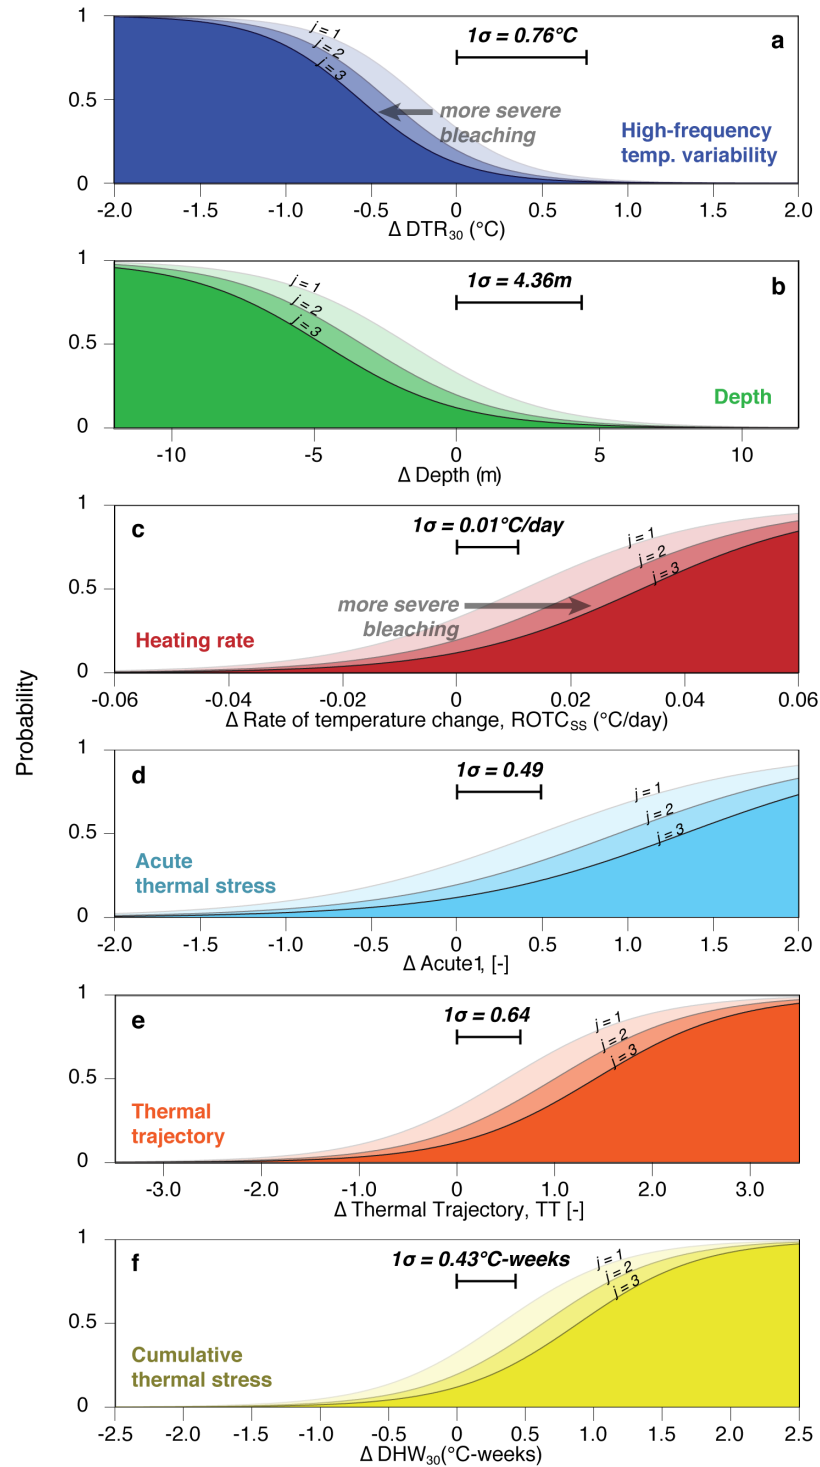 Probability
1
0.5
0
j = 1
j = 2
j = 3
1σ = 0.76°C
a
more severe
bleaching
High-frequency
temp. variability
-2.0 -1.5 -1.0 -0.5 0 0.5 1.0 1.5 2.0
Δ DTR30 (°C)
1
0.5
0
j = 1
j = 2
j = 3
1σ = 4.36m
b
Depth
-10 -5 0 5 10
Δ Depth (m)
1
0.5
0
c
1σ = 0.01°C/day
j = 1
j = 2
j = 3
more severe
bleaching
Heating rate
-0.06 -0.04 -0.02 0 0.02 0.04 0.06
Δ Rate of temperature change, ROTCSS (°C/day)
1
0.5
0
d
1σ = 0.49
j = 1
j = 2
j = 3
Acute
thermal stress
-2.0 -1.5 -1.0 -0.5 0 0.5 1.0 1.5 2.0
Δ Acute1, [-]
1
0.5
0
e
1σ = 0.64
j = 1
j = 2
j = 3
Thermal
trajectory
-3.0 -2.0 -1.0 0 1.0 2.0 3.0
Δ Thermal Trajectory, TT [-]
1
0.5
0
f
1σ = 0.43°C-weeks
j = 1
j = 2
j = 3
Cumulative
thermal stress
-2.5 -2.0 -1.5 -1.0 -0.5 0 0.5 1.0 1.5 2.0 2.5
Δ DHW30(°C-weeks)